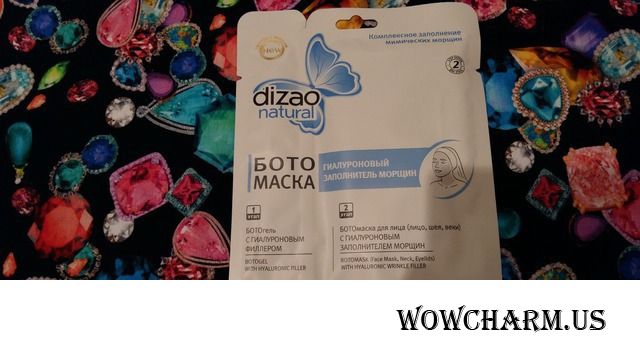 Комплексное заполнение
мимических морщин
NEW
2
dizao
natural
БОТО
МАСКА
ГИАЛУРОНОВЫЙ
ЗАПОЛНИТЕЛЬ МОРЩИН
1
ЭТАП
БОТОгель
С ГИАЛУРОНОВЫМ
ФИЛЛЕРОМ
BOTOGEL
WITH HYALURONIC FILLER
2
ЭТАП
БОТОмаска для лица (лицо, шея, веки)
С ГИАЛУРОНОВЫМ
ЗАПОЛНИТЕЛЕМ МОРЩИН
BOTOMASK (Face Mask, Neck, Eyelids)
WITH HYALURONIC WRINKLE FILLER
WOWCHARM.US